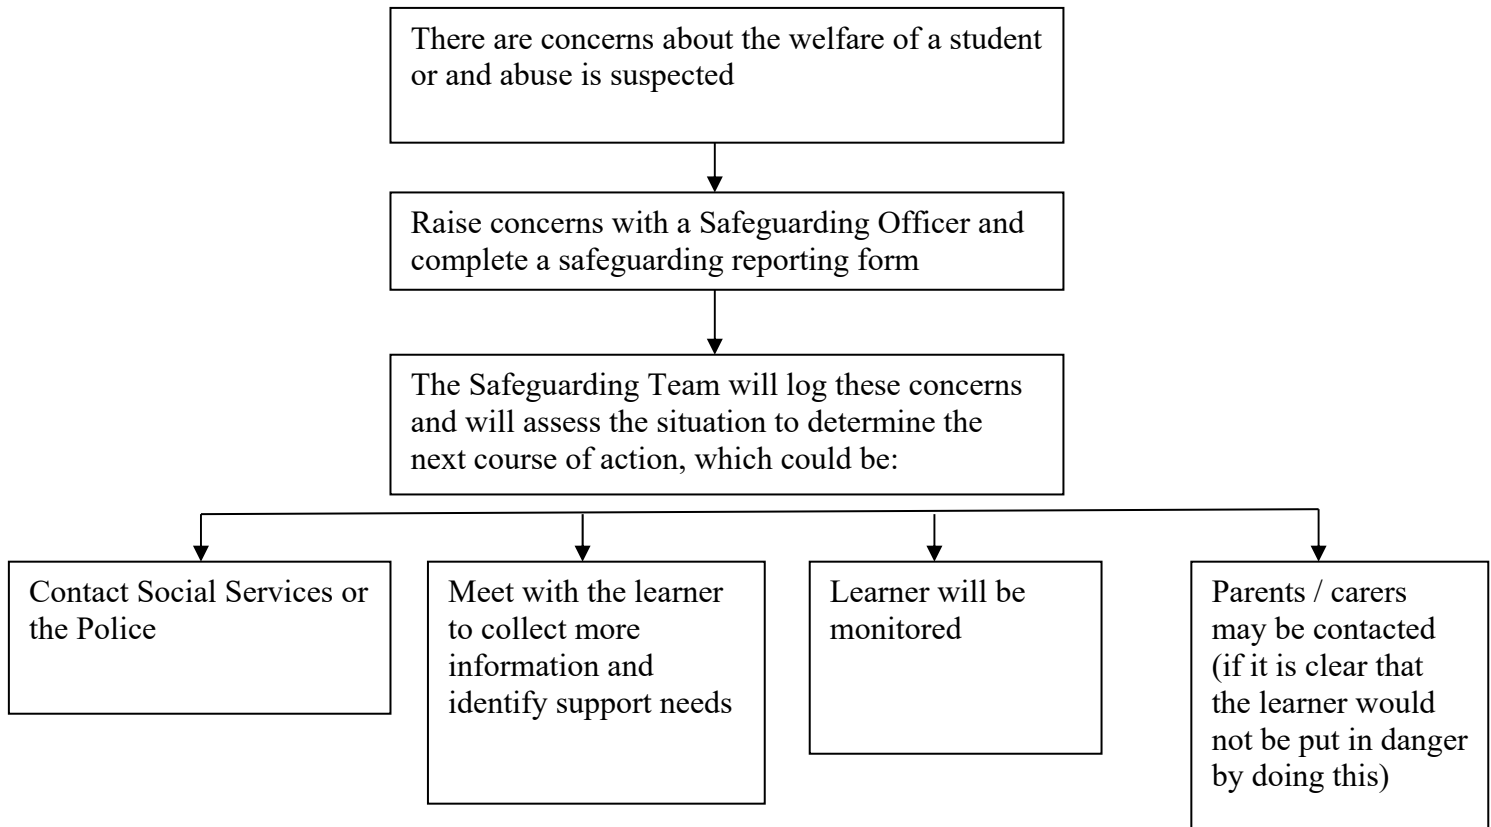 There are concerns about the welfare of a student
or and abuse is suspected
Raise concerns with a Safeguarding Officer and
complete a safeguarding reporting form
The Safeguarding Team will log these concerns
and will assess the situation to determine the
next course of action, which could be:
Contact Social Services or
the Police
Meet with the learner
to collect more
information and
identify support needs
Learner will be
monitored
Parents / carers
may be contacted
(if it is clear that
the learner would
not be put in danger
by doing this)